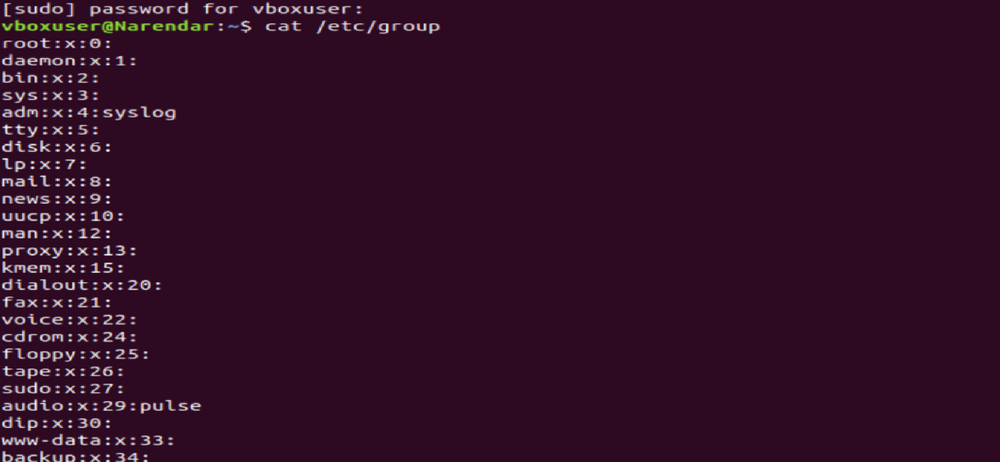 [sudo] password for vboxuser:
vboxuser@Narendar:~$ cat /etc/group
root:x:0:
daemon:x:1:
bin:x:2:
sys:x:3:
adm:x:4:syslog
tty:x:5:
disk:x:6:
lp:x:7:
mail:x:8:
news:x:9:
uucp:x:10:
man:x:12:
proxy:x:13:
kmem:x:15:
dialout:x:20:
fax:x:21:
voice:x:22:
cdrom:x:24:
floppy:x:25:
tape:x:26:
sudo:x:27:
audio:x:29:pulse
dip:x:30:
www-data:x:33:
backup:x:34: